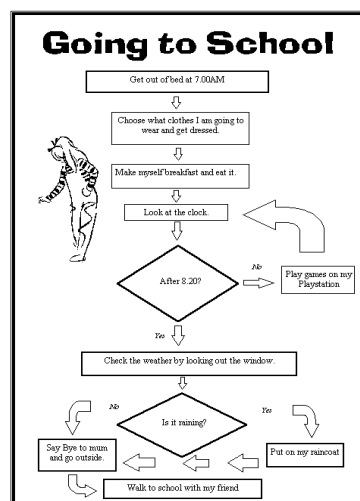 Going to School
Get out of bed at 7.00AM
Choose what clothes I am going to
wear and get dressed.
Make myself breakfast and eat it.
Look at the clock.
After 8.20?
No
Play games on my
Playstation
Yes
Check the weather by looking out the window.
No
Is it raining?
Yes
Say Bye to mum
and go outside.
Put on my raincoat
Walk to school with my friend